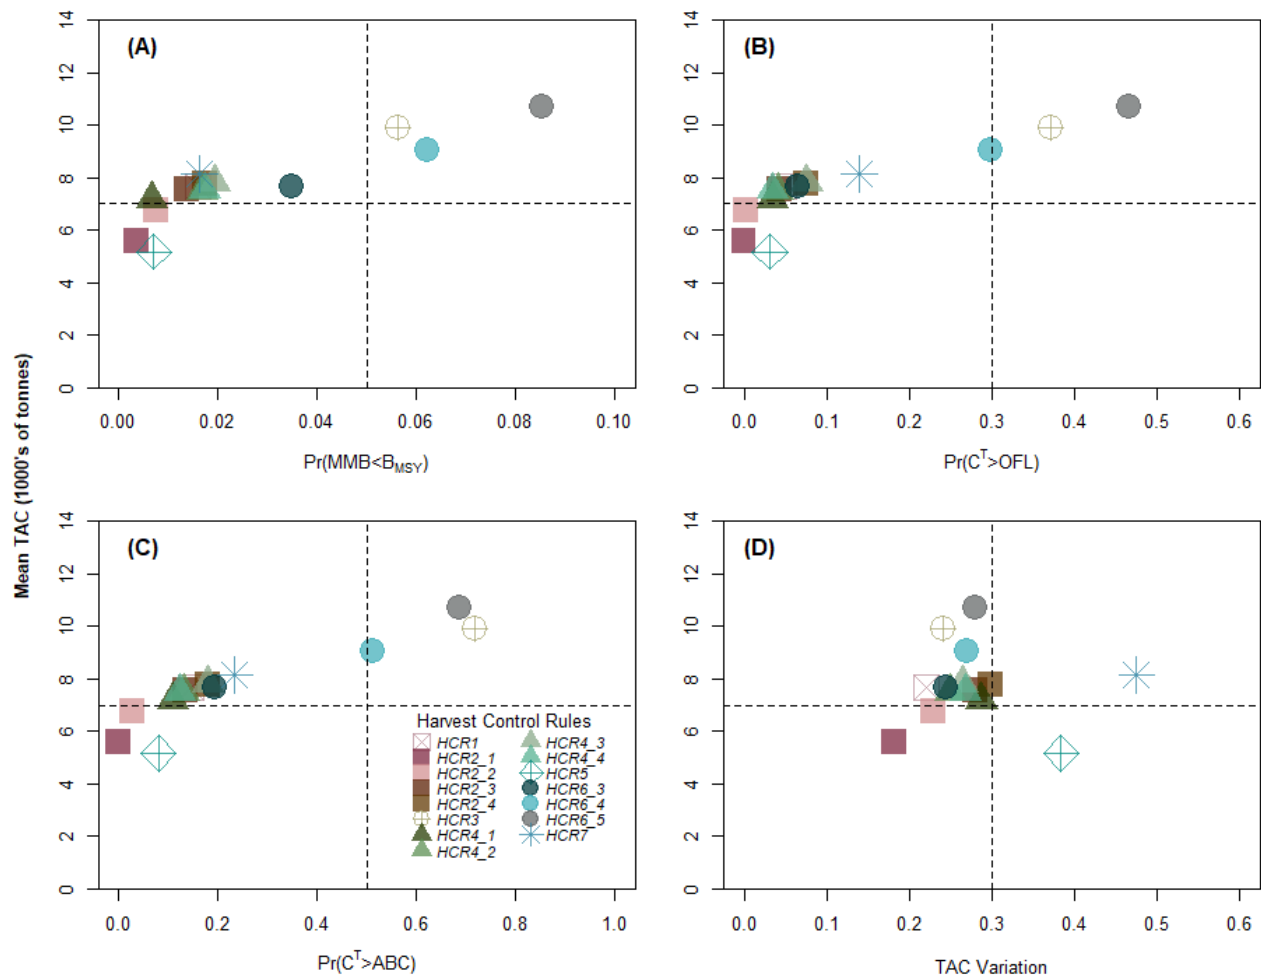 (A)
14
12
10
8
6
4
2
0
0.00 0.02 0.04 0.06 0.08 0.10
Pr(MMB<B_MSY)
(B)
14
12
10
8
6
4
2
0
0.0 0.1 0.2 0.3 0.4 0.5 0.6
Pr(C^T>OFL)
Mean TAC (1000's of tonnes)
(C)
14
12
10
8
6
4
2
0
0.0 0.2 0.4 0.6 0.8 1.0
Pr(C^T>ABC)
Harvest Control Rules
HCR1
HCR2_1
HCR2_2
HCR2_3
HCR2_4
HCR3
HCR4_1
HCR4_2
HCR4_3
HCR4_4
HCR5
HCR6_3
HCR6_4
HCR6_5
HCR7
(D)
14
12
10
8
6
4
2
0
0.0 0.1 0.2 0.3 0.4 0.5 0.6
TAC Variation